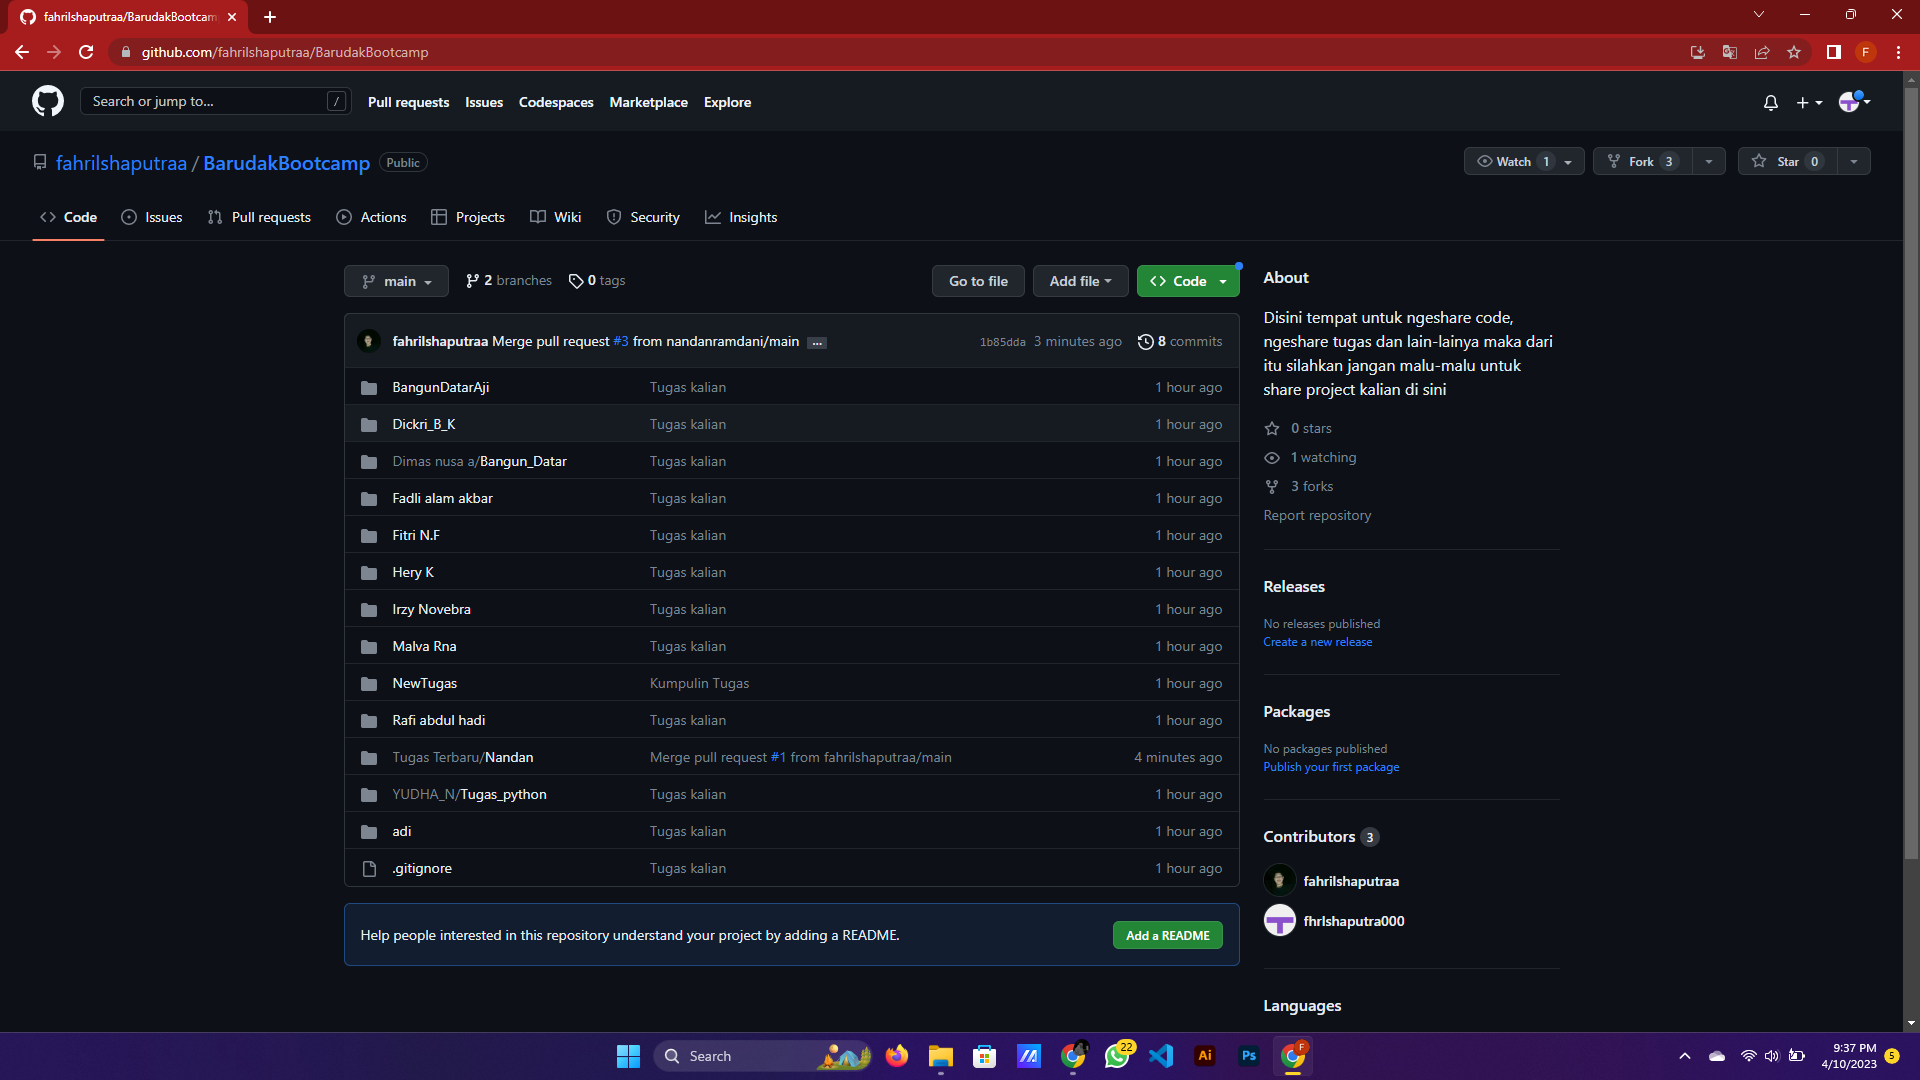 fahrilshaputraa/BarudakBootcam
github.com/fahrilshaputraa/BarudakBootcamp
F
Search or jump to...
/
Pull requests
Issues
Codespaces
Marketplace
Explore
fahrilshaputraa / BarudakBootcamp
Public
Watch 1
Fork 3
Star 0
Code
Issues
Pull requests
Actions
Projects
Wiki
Security
Insights
main
2 branches
0 tags
Go to file
Add file
Code
fahrilshaputraa Merge pull request #3 from nandanramdani/main ...
1b85dda 3 minutes ago
8 commits
BangunDatarAji Tugas kalian 1 hour ago
Dickri_B_K Tugas kalian 1 hour ago
Dimas nusa a/Bangun_Datar Tugas kalian 1 hour ago
Fadli alam akbar Tugas kalian 1 hour ago
Fitri N.F Tugas kalian 1 hour ago
Hery K Tugas kalian 1 hour ago
Irzy Novebra Tugas kalian 1 hour ago
Malva Rna Tugas kalian 1 hour ago
NewTugas Kumpulin Tugas 1 hour ago
Rafi abdul hadi Tugas kalian 1 hour ago
Tugas Terbaru/Nandan Merge pull request #1 from fahrilshaputraa/main 4 minutes ago
YUDHA_N/Tugas_python Tugas kalian 1 hour ago
adi Tugas kalian 1 hour ago
.gitignore Tugas kalian 1 hour ago
Help people interested in this repository understand your project by adding a README.
Add a README
About
Disini tempat untuk ngeshare code,
ngeshare tugas dan lain-lainya maka dari
itu silahkan jangan malu-malu untuk
share project kalian di sini
0 stars
1 watching
3 forks
Report repository
Releases
No releases published
Create a new release
Packages
No packages published
Publish your first package
Contributors 3
fahrilshaputraa
fhrlshaputra000
Languages
Search
22
Ai
Ps
F
9:37 PM
4/10/2023
5